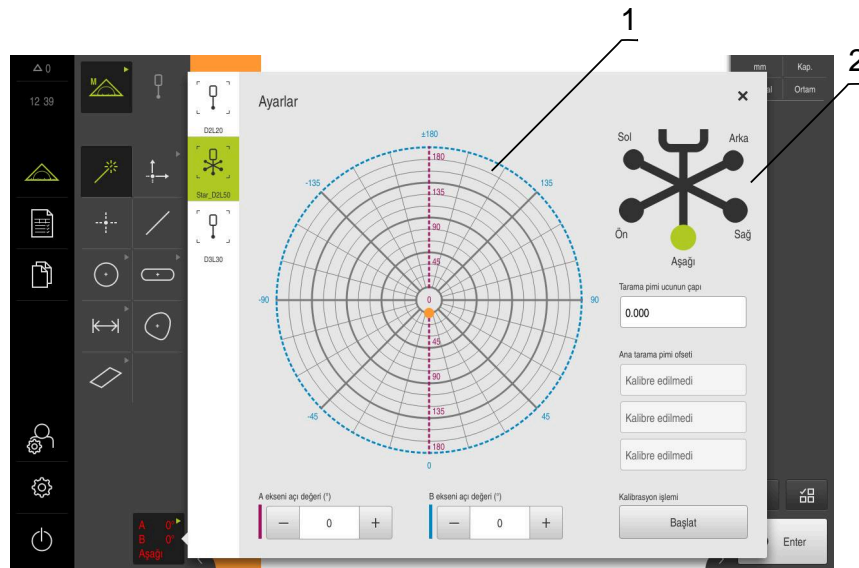 1
2
0
12 39
M
D2L20
Star_D2L50
D3L30
Ayarlar
±180
-135
135
-90
90
-45
45
0
180
135
90
45
0
45
90
135
180
Sol
Arka
Ön
Sağ
Aşağı
Tarama pimi ucunun çapı
0.000
Ana tarama pimi ofseti
Kalibre edilmedi
Kalibre edilmedi
Kalibre edilmedi
A ekseni açı değeri (°)
B ekseni açı değeri (°)
− 0 +
− 0 +
Kalibrasyon işlemi
Başlat
mm
Kap.
Ortam
Enter
A 0°
B 0°
Aşağı